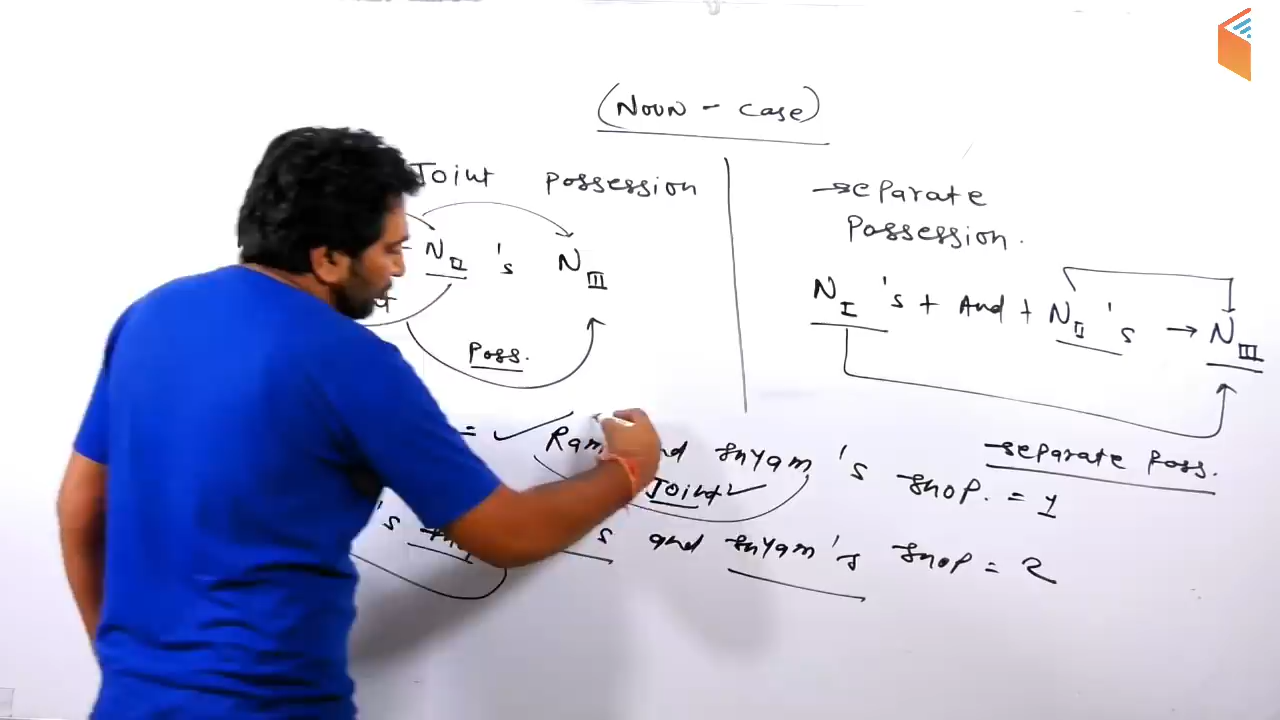 (Noun - Case)
Joint Possession
N II 's N III
Poss.
→Separate
Possession.
N I 's + And + N II 's → N III
Separate Poss.
= ✓ Ram and Shyam 's Shop. = 1
Joint ✓
's
's and Shyam's Shop = 2